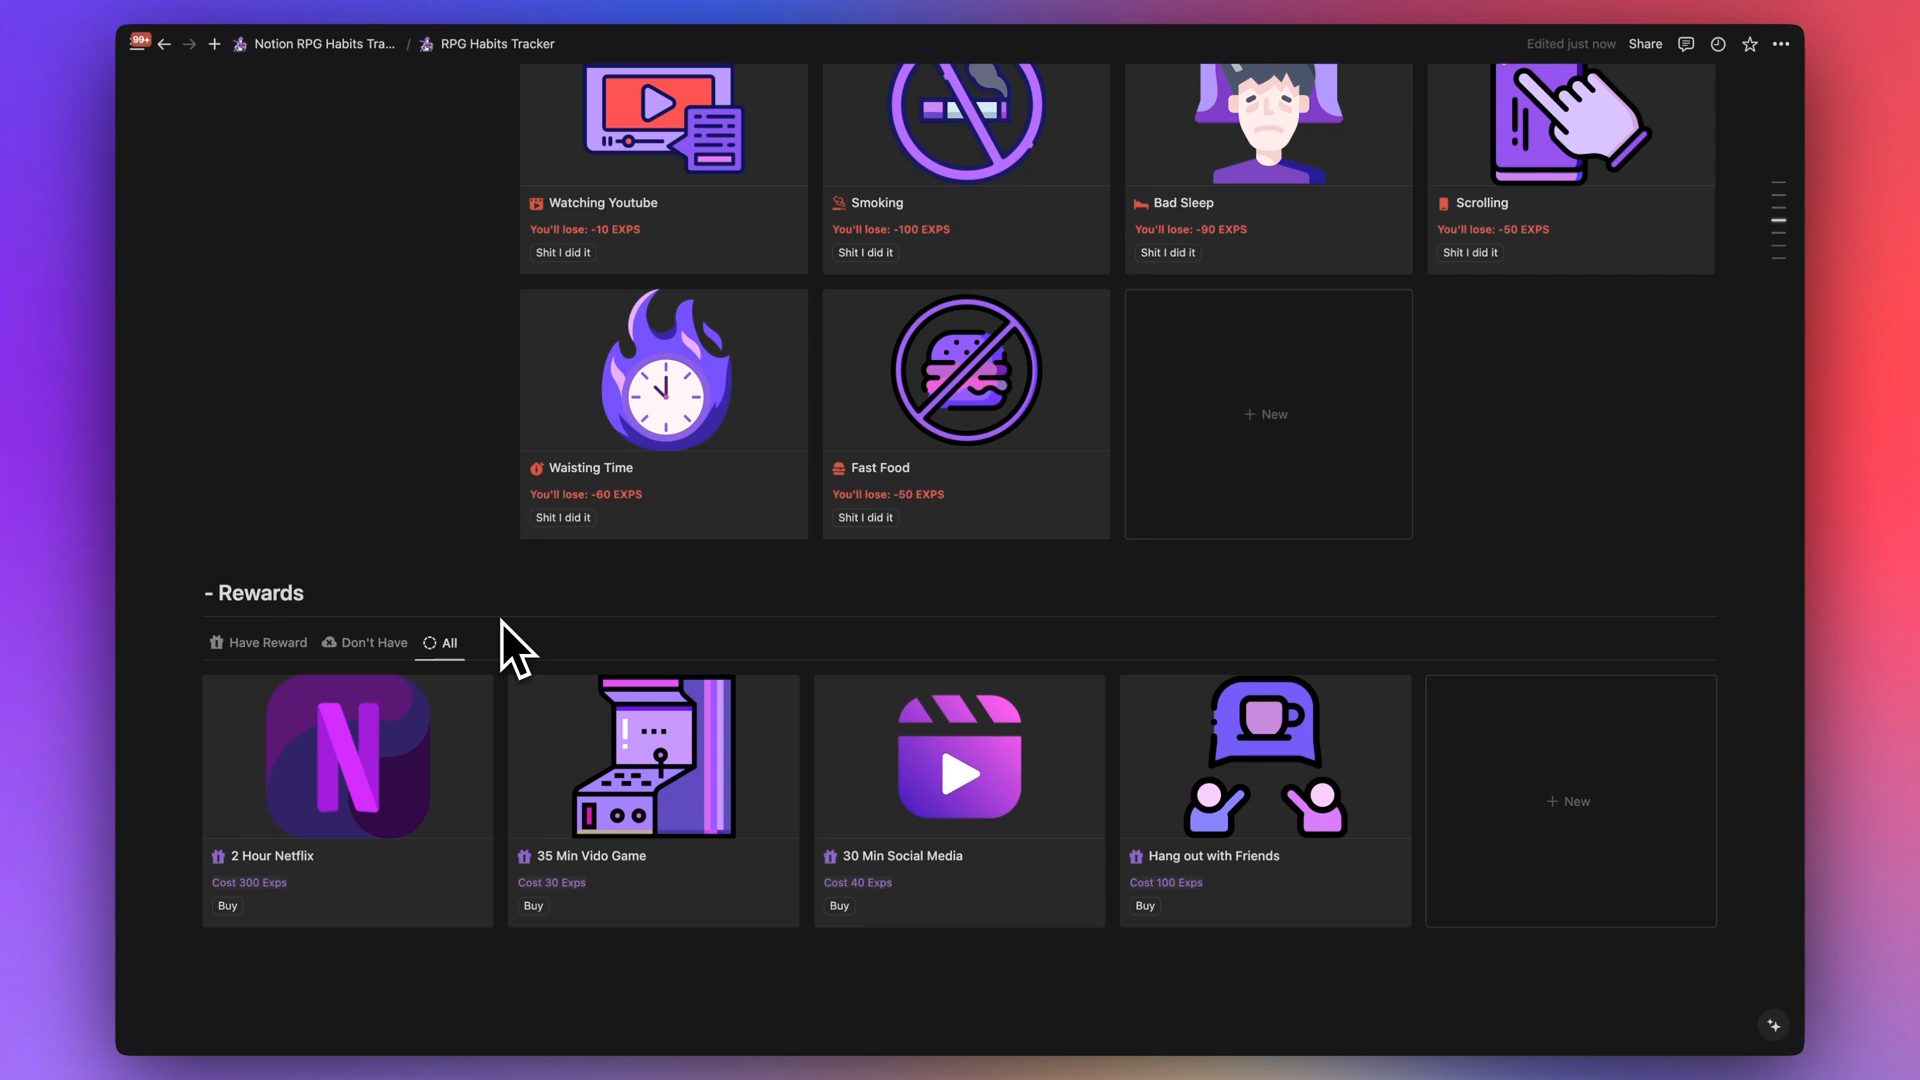 99+
Notion RPG Habits Tra... / RPG Habits Tracker
Edited just now
Share
Watching Youtube
You'll lose: -10 EXPS
Shit I did it
Smoking
You'll lose: -100 EXPS
Shit I did it
Bad Sleep
You'll lose: -90 EXPS
Shit I did it
Scrolling
You'll lose: -50 EXPS
Shit I did it
Waisting Time
You'll lose: -60 EXPS
Shit I did it
Fast Food
You'll lose: -50 EXPS
Shit I did it
+ New
- Rewards
Have Reward
Don't Have
All
N
2 Hour Netflix
Cost 300 Exps
Buy
35 Min Vido Game
Cost 30 Exps
Buy
30 Min Social Media
Cost 40 Exps
Buy
Hang out with Friends
Cost 100 Exps
Buy
+ New